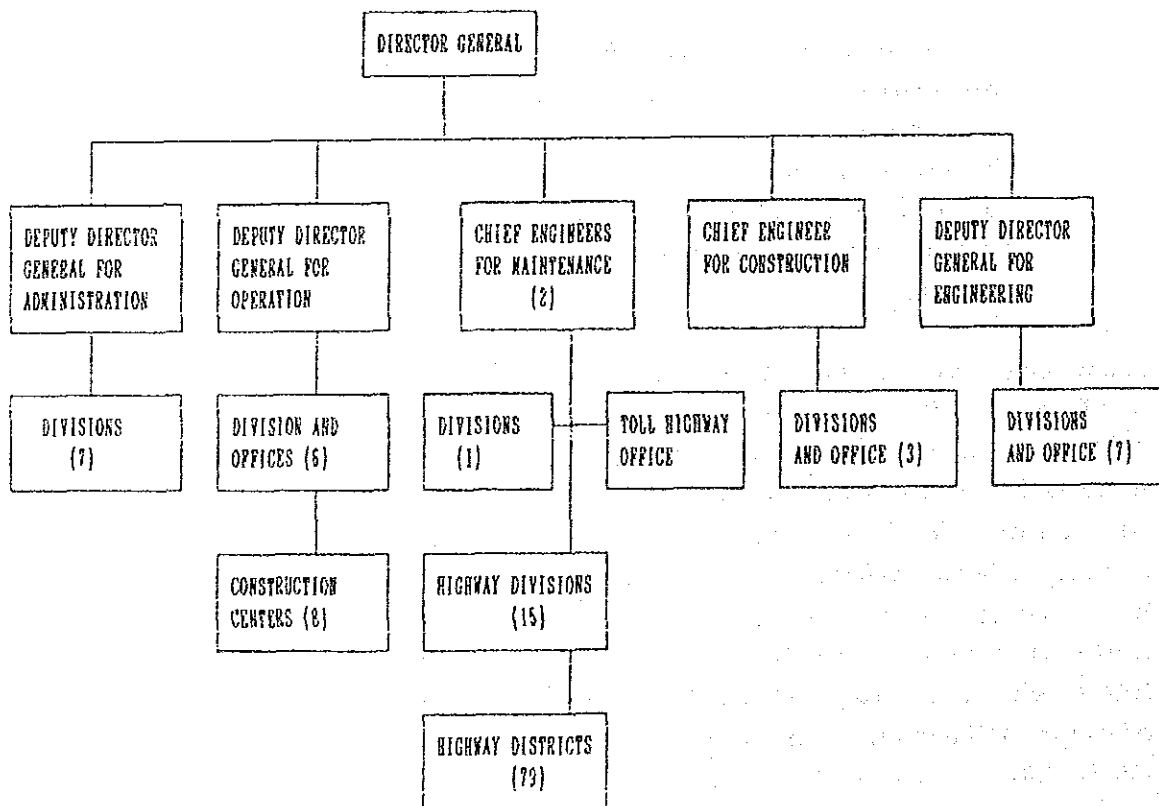 DIRECTOR GENERAL
DEPUTY DIRECTOR
GENERAL FOR
ADMINISTRATION
DEPUTY DIRECTOR
GENERAL FOR
OPERATION
CHIEF ENGINEERS
FOR MAINTENANCE
(2)
CHIEF ENGINEER
FOR CONSTRUCTION
DEPUTY DIRECTOR
GENERAL FOR
ENGINEERING
DIVISIONS
(7)
DIVISION AND
OFFICES (6)
DIVISIONS
(1)
TOLL HIGHWAY
OFFICE
DIVISIONS
AND OFFICE (3)
DIVISIONS
AND OFFICE (7)
CONSTRUCTION
CENTERS (8)
HIGHWAY DIVISIONS
(15)
HIGHWAY DISTRICTS
(79)